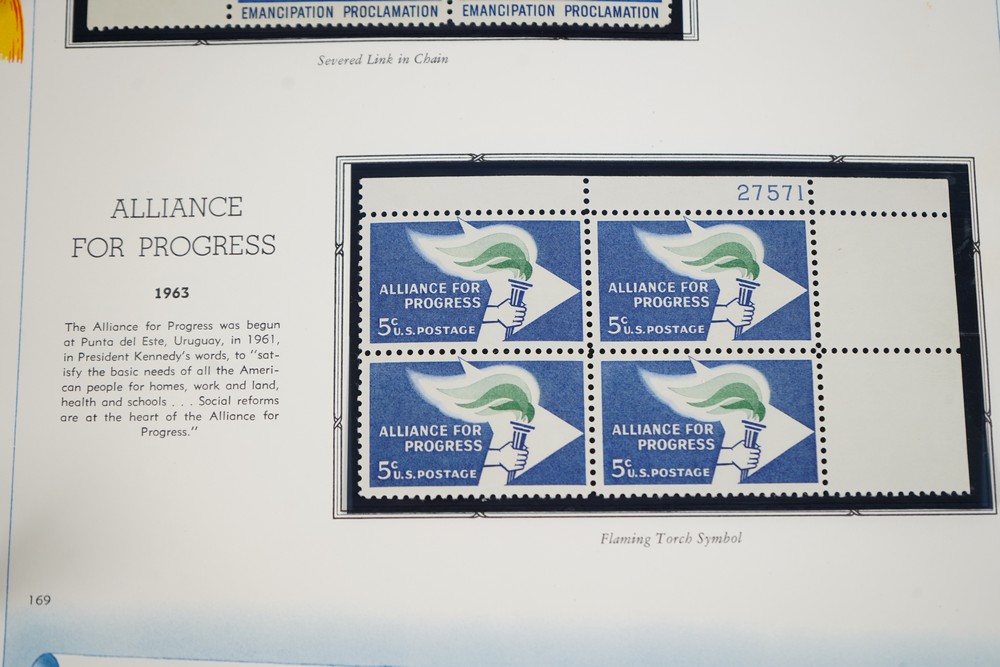 EMANCIPATION PROCLAMATION EMANCIPATION PROCLAMATION
Severed Link in Chain
ALLIANCE
FOR PROGRESS
1963
The Alliance for Progress was begun
at Punta del Este, Uruguay, in 1961,
in President Kennedy's words, to "sat-
isfy the basic needs of all the Ameri-
can people for homes, work and land,
health and schools . . . Social reforms
are at the heart of the Alliance for
Progress."
27571
ALLIANCE FOR
PROGRESS
5c U.S. POSTAGE
ALLIANCE FOR
PROGRESS
5c U.S. POSTAGE
ALLIANCE FOR
PROGRESS
5c U.S. POSTAGE
ALLIANCE FOR
PROGRESS
5c U.S. POSTAGE
Flaming Torch Symbol
169